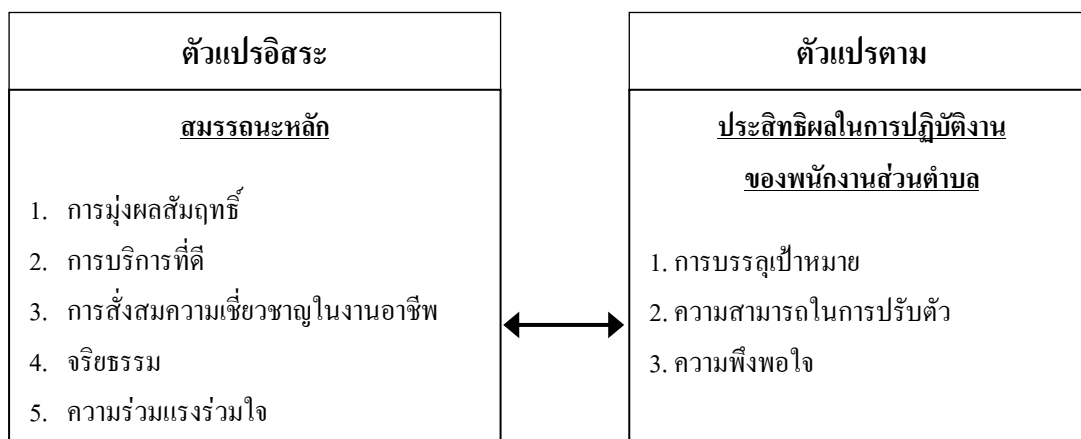 ตัวแปรอิสระ
สมรรถนะหลัก
1. การมุ่งผลสัมฤทธิ์
2. การบริการที่ดี
3. การสั่งสมความเชี่ยวชาญในงานอาชีพ
4. จริยธรรม
5. ความร่วมแรงร่วมใจ
ตัวแปรตาม
ประสิทธิผลในการปฏิบัติงาน
ของพนักงานส่วนตำบล
1. การบรรลุเป้าหมาย
2. ความสามารถในการปรับตัว
3. ความพึงพอใจ